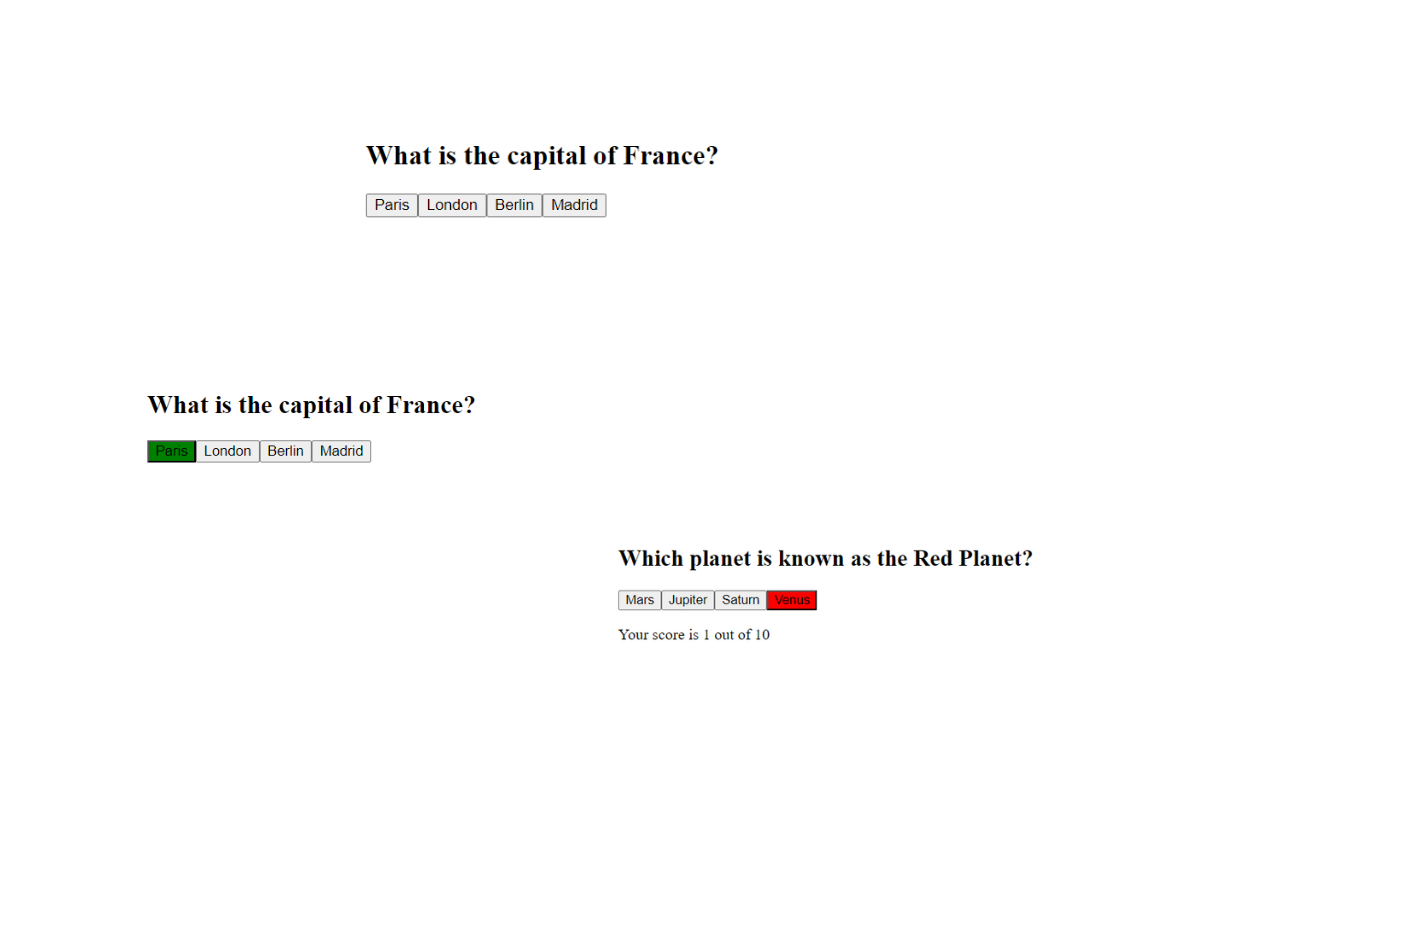 What is the capital of France?
Paris London Berlin Madrid
What is the capital of France?
Paris London Berlin Madrid
Which planet is known as the Red Planet?
Mars Jupiter Saturn Venus
Your score is 1 out of 10